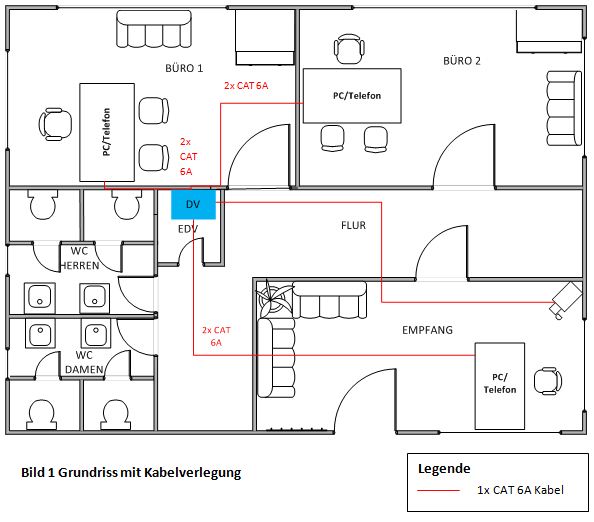 BÜRO 1
BÜRO 2
2x CAT 6A
PC/Telefon
PC/Telefon
2x
CAT
6A
DV
EDV
FLUR
WC
HERREN
2x CAT
6A
EMPFANG
WC
DAMEN
PC/
Telefon
Bild 1 Grundriss mit Kabelverlegung
Legende
1x CAT 6A Kabel